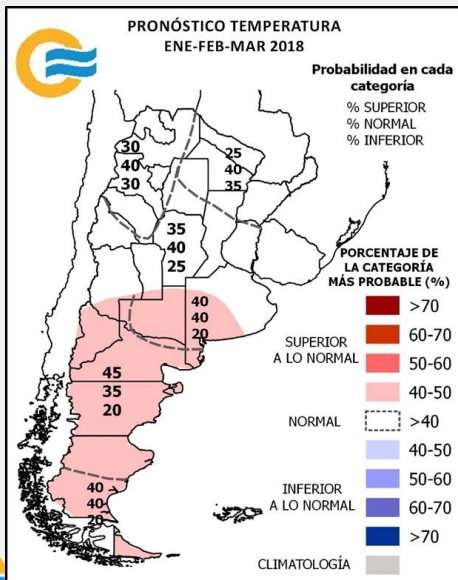 PRONÓSTICO TEMPERATURA
ENE-FEB-MAR 2018
Probabilidad en cada
categoría
% SUPERIOR
% NORMAL
% INFERIOR
30
40
30
25
40
35
35
40
25
40
40
20
45
35
20
40
40
20
PORCENTAJE DE
LA CATEGORÍA
MÁS PROBABLE (%)
SUPERIOR
A LO NORMAL
>70
60-70
50-60
40-50
NORMAL
>40
INFERIOR
A LO NORMAL
40-50
50-60
60-70
>70
CLIMATOLOGÍA